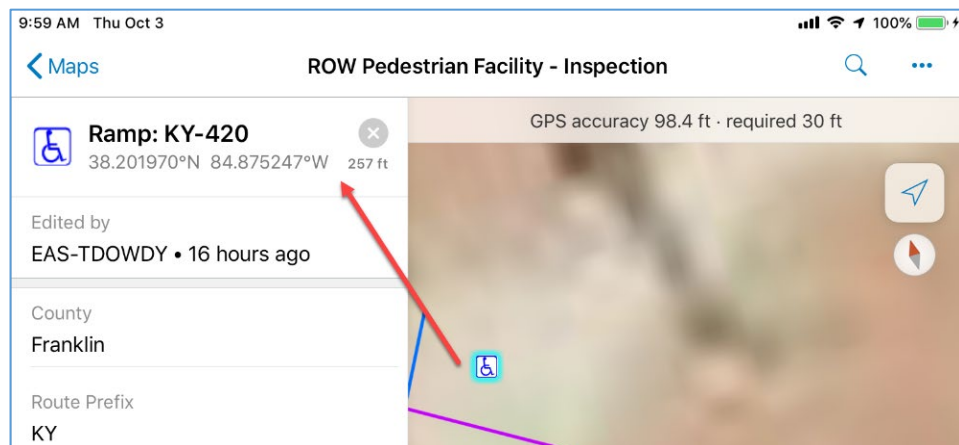 9:59 AM Thu Oct 3
100%
Maps
ROW Pedestrian Facility - Inspection
GPS accuracy 98.4 ft · required 30 ft
Ramp: KY-420
38.201970°N 84.875247°W
257 ft
Edited by
EAS-TDOWDY • 16 hours ago
County
Franklin
Route Prefix
KY